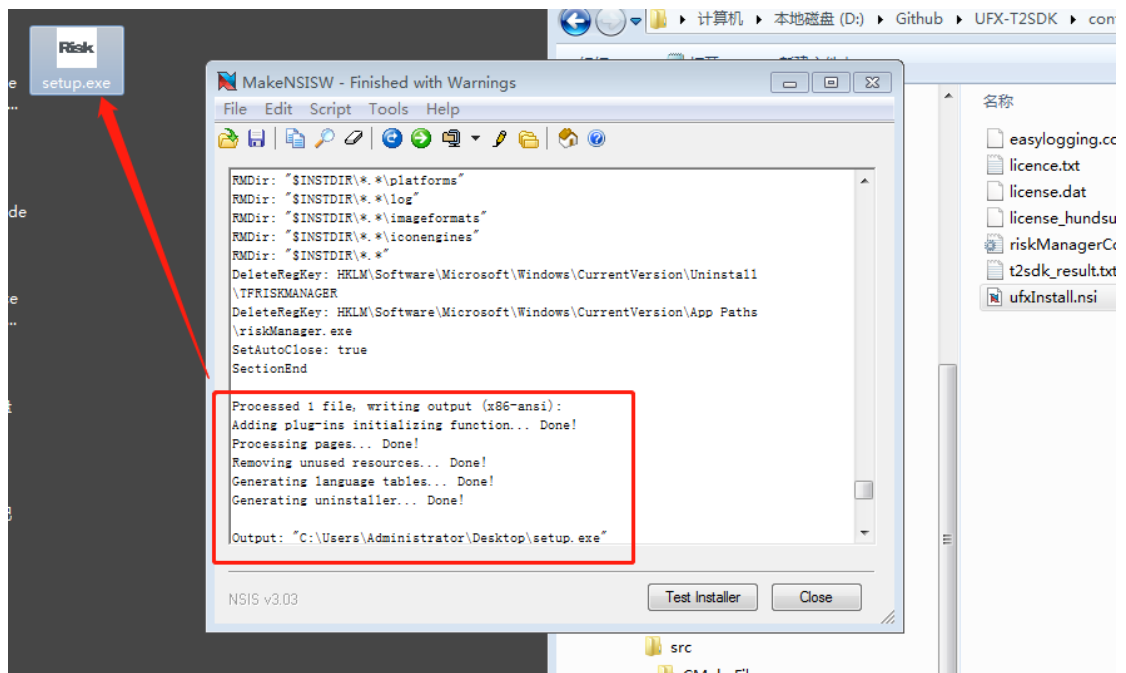 Risk
setup.exe
e
...
de
e
...
计算机 本地磁盘 (D:) Github UFX-T2SDK
MakeNSISW - Finished with Warnings
File Edit Script Tools Help
RMDir: "$INSTDIR\*.*\platforms"
RMDir: "$INSTDIR\*.*\log"
RMDir: "$INSTDIR\*.*\imageformats"
RMDir: "$INSTDIR\*.*\iconengines"
RMDir: "$INSTDIR\*.*"
DeleteRegKey: HKLM\Software\Microsoft\Windows\CurrentVersion\Uninstall
\TFRISKMANAGER
DeleteRegKey: HKLM\Software\Microsoft\Windows\CurrentVersion\App Paths
\riskManager.exe
SetAutoClose: true
SectionEnd
Processed 1 file, writing output (x86-ansi):
Adding plug-ins initializing function... Done!
Processing pages... Done!
Removing unused resources... Done!
Generating language tables... Done!
Generating uninstaller... Done!
Output: "C:\Users\Administrator\Desktop\setup.exe"
NSIS v3.03
Test Installer
Close
名称
easylogging.co
licence.txt
license.dat
license_hundsu
riskManagerCo
t2sdk_result.txt
ufxInstall.nsi
src